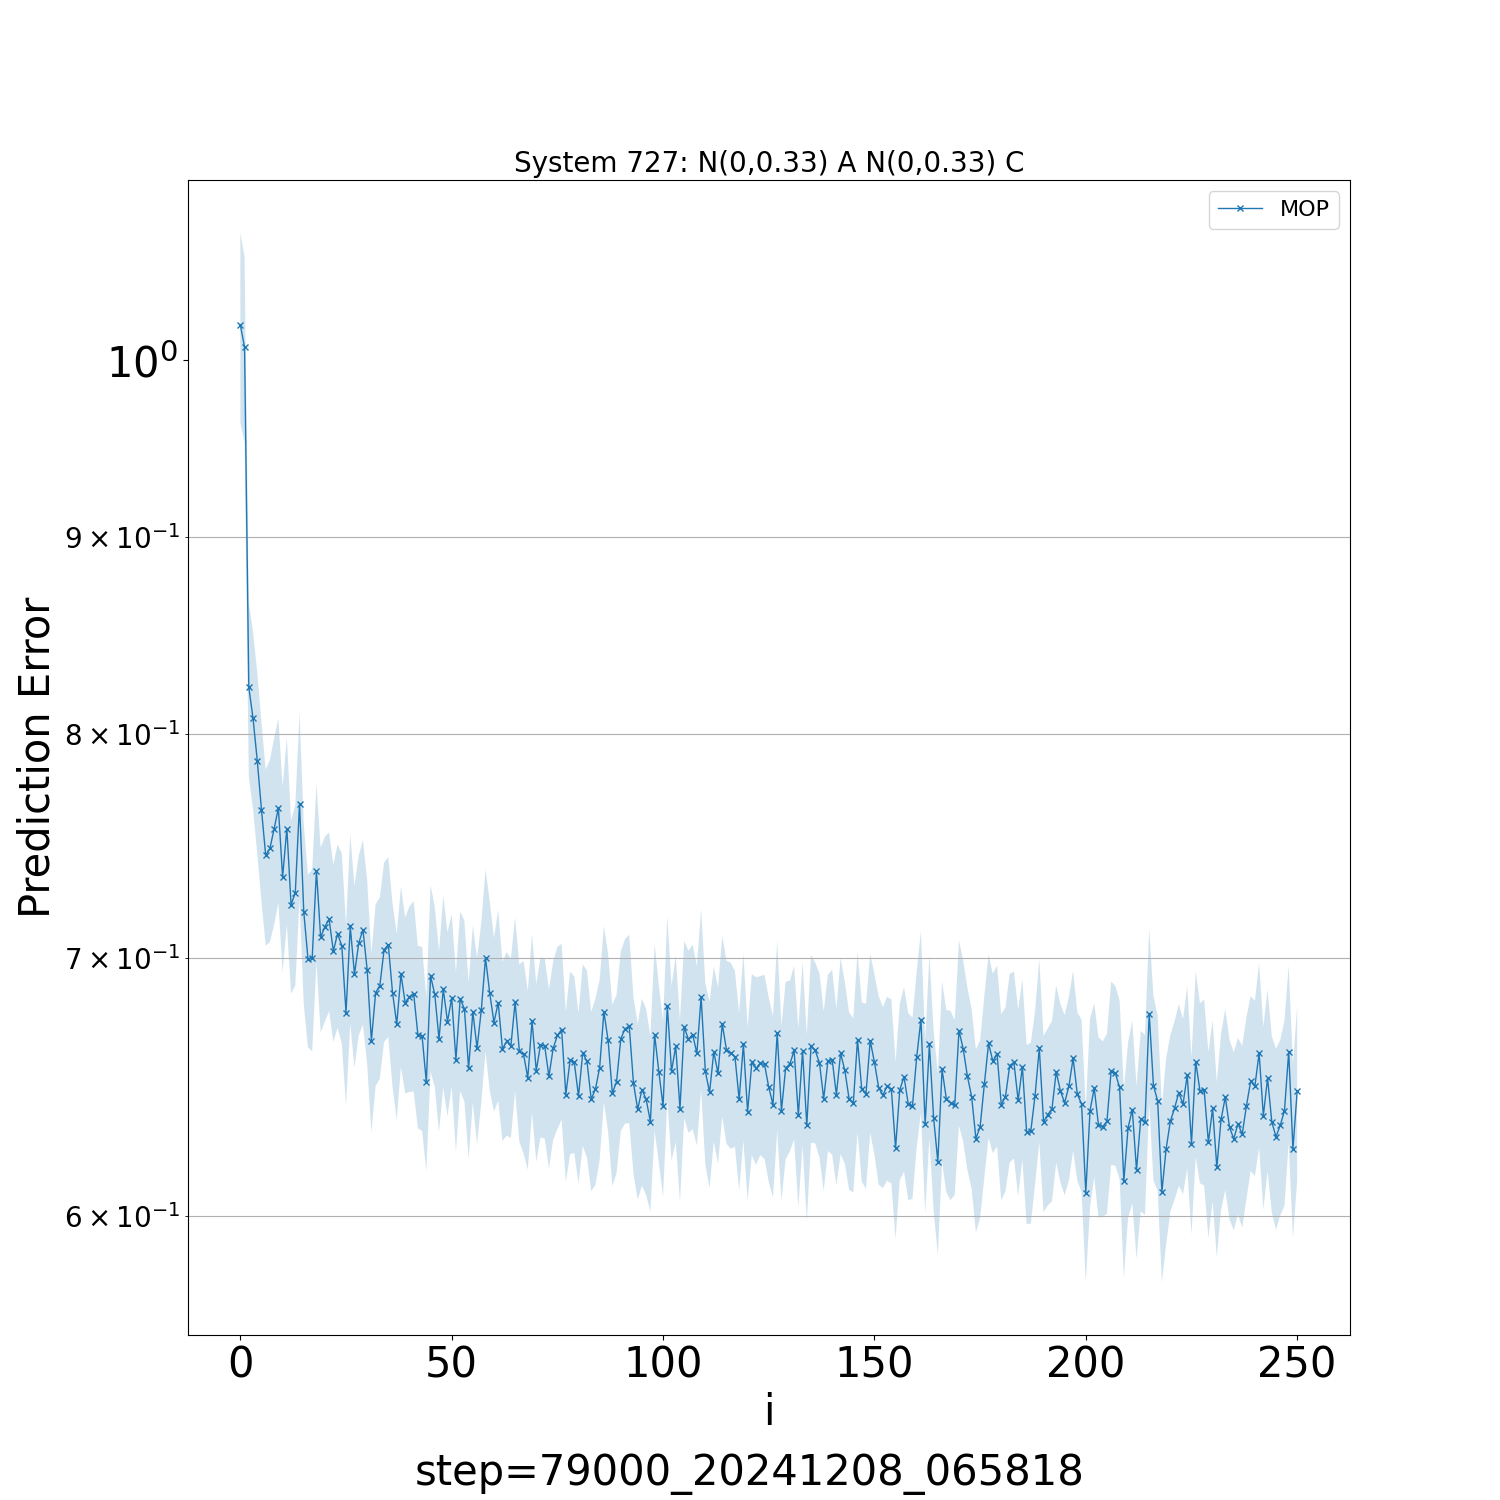 System 727: N(0,0.33) A N(0,0.33) C
MOP
10⁰
9 × 10⁻¹
8 × 10⁻¹
7 × 10⁻¹
6 × 10⁻¹
Prediction Error
0 50 100 150 200 250
i
step=79000_20241208_065818